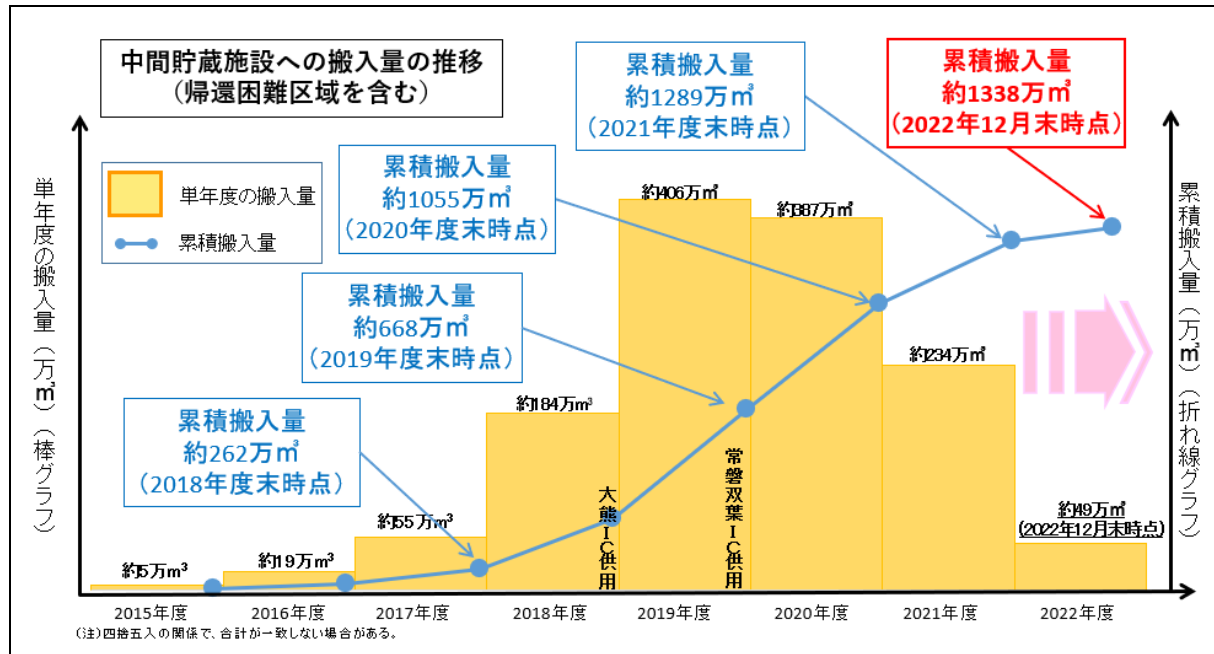 中間貯蔵施設への搬入量の推移
（帰還困難区域を含む）
累積搬入量
約1289万㎥
（2021年度末時点）
累積搬入量
約1338万㎥
（2022年12月末時点）
単年度の搬入量（万㎥）（棒グラフ）
累積搬入量（万㎥）（折れ線グラフ）
単年度の搬入量
累積搬入量
累積搬入量
約1055万㎥
（2020年度末時点）
累積搬入量
約668万㎥
（2019年度末時点）
累積搬入量
約262万㎥
（2018年度末時点）
約5万m³
約19万m³
約55万m³
約184万m³
約406万㎥
約387万㎥
約234万㎥
約49万㎥
(2022年12月末時点)
大熊IC供用
常磐双葉IC供用
2015年度
2016年度
2017年度
2018年度
2019年度
2020年度
2021年度
2022年度
(注)四捨五入の関係で、合計が一致しない場合がある。